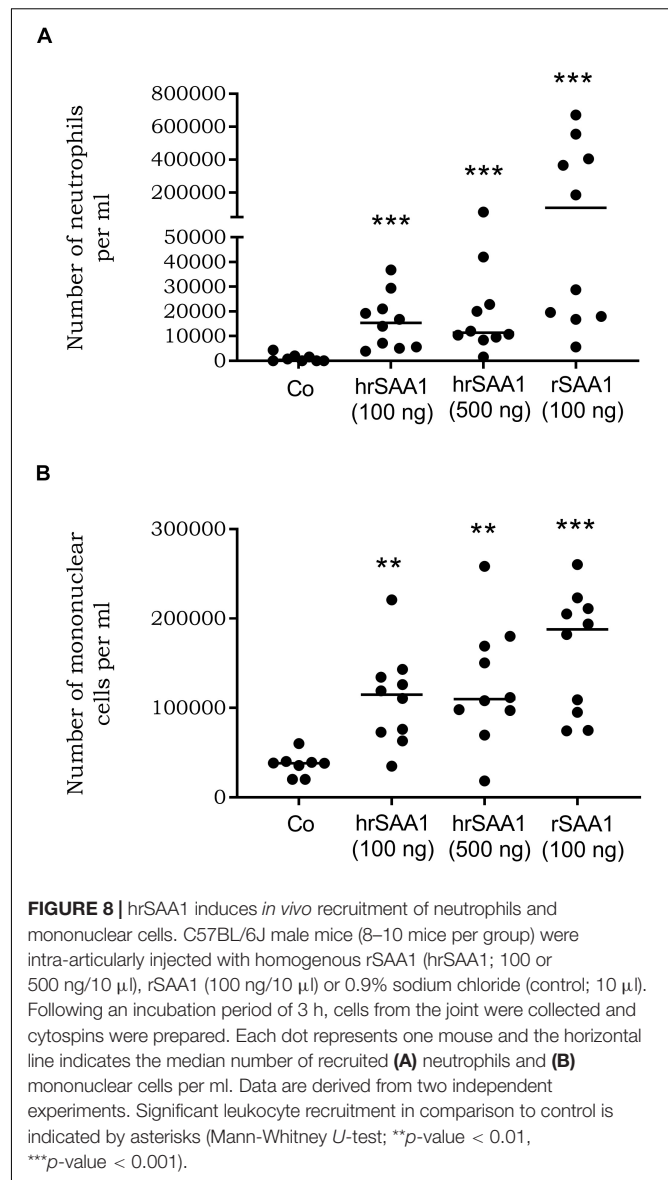 A
***
800000
600000
400000
200000
50000
40000
30000
20000
10000
0
Number of neutrophils
per ml
***
***
Co
hrSAA1
(100 ng)
hrSAA1
(500 ng)
rSAA1
(100 ng)
B
300000
200000
100000
0
Number of mononuclear
cells per ml
**
**
***
Co
hrSAA1
(100 ng)
hrSAA1
(500 ng)
rSAA1
(100 ng)
FIGURE 8 | hrSAA1 induces in vivo recruitment of neutrophils and
mononuclear cells. C57BL/6J male mice (8–10 mice per group) were
intra-articularly injected with homogenous rSAA1 (hrSAA1; 100 or
500 ng/10 μl), rSAA1 (100 ng/10 μl) or 0.9% sodium chloride (control; 10 μl).
Following an incubation period of 3 h, cells from the joint were collected and
cytospins were prepared. Each dot represents one mouse and the horizontal
line indicates the median number of recruited (A) neutrophils and (B)
mononuclear cells per ml. Data are derived from two independent
experiments. Significant leukocyte recruitment in comparison to control is
indicated by asterisks (Mann-Whitney U-test; **p-value < 0.01,
***p-value < 0.001).